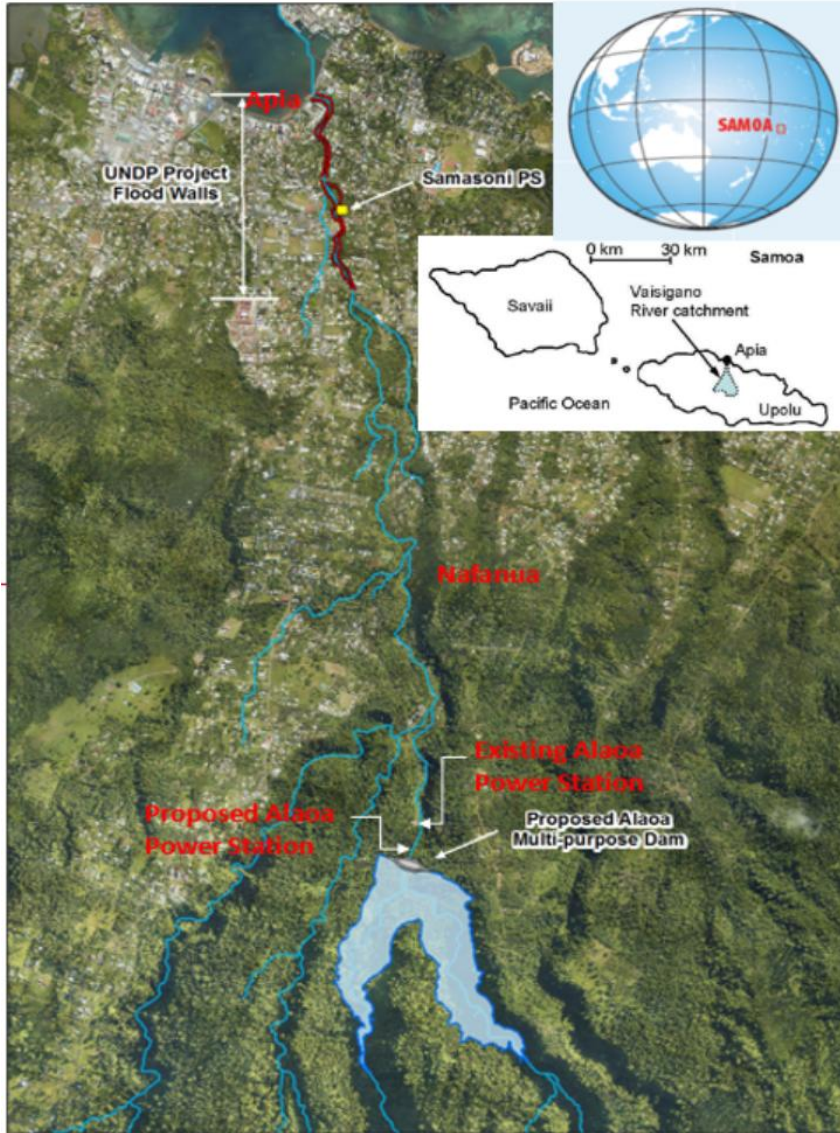 Apia
UNDP Project
Flood Walls
Samasoni PS
SAMOA
0 km 30 km Samoa
Savaii
Vaisigano
River catchment
Apia
Pacific Ocean
Upolu
Nafanua
Existing Alaoa
Power Station
Proposed Alaoa
Power Station
Proposed Alaoa
Multi-purpose Dam